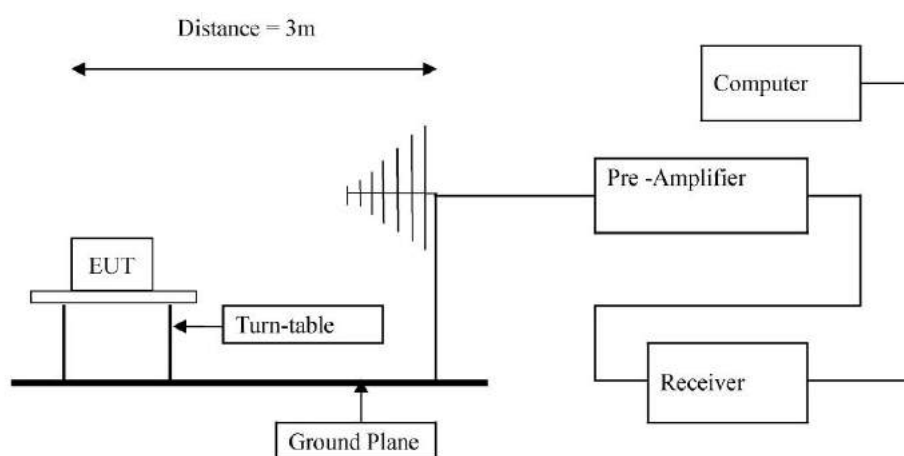 Distance = 3m
Computer
Pre -Amplifier
EUT
Turn-table
Receiver
Ground Plane